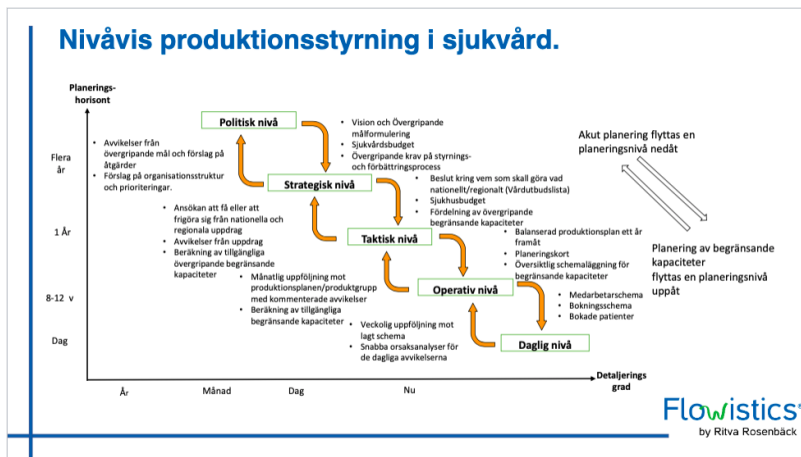 Nivåvis produktionsstyrning i sjukvård.
Planerings-
horisont
Flera
år
1 År
8-12 v
Dag
Politisk nivå
Strategisk nivå
Taktisk nivå
Operativ nivå
Daglig nivå
• Vision och Övergripande
målformulering
• Sjukvårdsbudget
• Övergripande krav på styrnings-
och förbättringsprocess
• Avvikelser från
övergripande mål och förslag på
åtgärder
• Förslag på organisationsstruktur
och prioriteringar.
• Beslut kring vem som skall göra vad
nationellt/regionalt (Vårdutbudslista)
• Sjukhusbudget
• Fördelning av övergripande
begränsande kapaciteter
• Ansökan att få eller att
frigöra sig från nationella och
regionala uppdrag
• Avvikelser från uppdrag
• Beräkning av tillgängliga
övergripande begränsande
kapaciteter
• Balanserad produktionsplan ett år
framåt
• Planeringskort
• Översiktlig schemaläggning för
begränsande kapaciteter
• Månatlig uppföljning mot
produktionsplanen/produktgrupp
med kommenterade avvikelser
• Beräkning av tillgängliga
begränsande kapaciteter
• Medarbetarschema
• Bokningsschema
• Bokade patienter
• Veckolig uppföljning mot
lagt schema
• Snabba orsaksanalyser för
de dagliga avvikelserna
Akut planering flyttas en
planeringsnivå nedåt
Planering av begränsande
kapaciteter
flyttas en planeringsnivå
uppåt
År
Månad
Dag
Nu
Detaljerings
grad
Flowistics®
by Ritva Rosenbäck